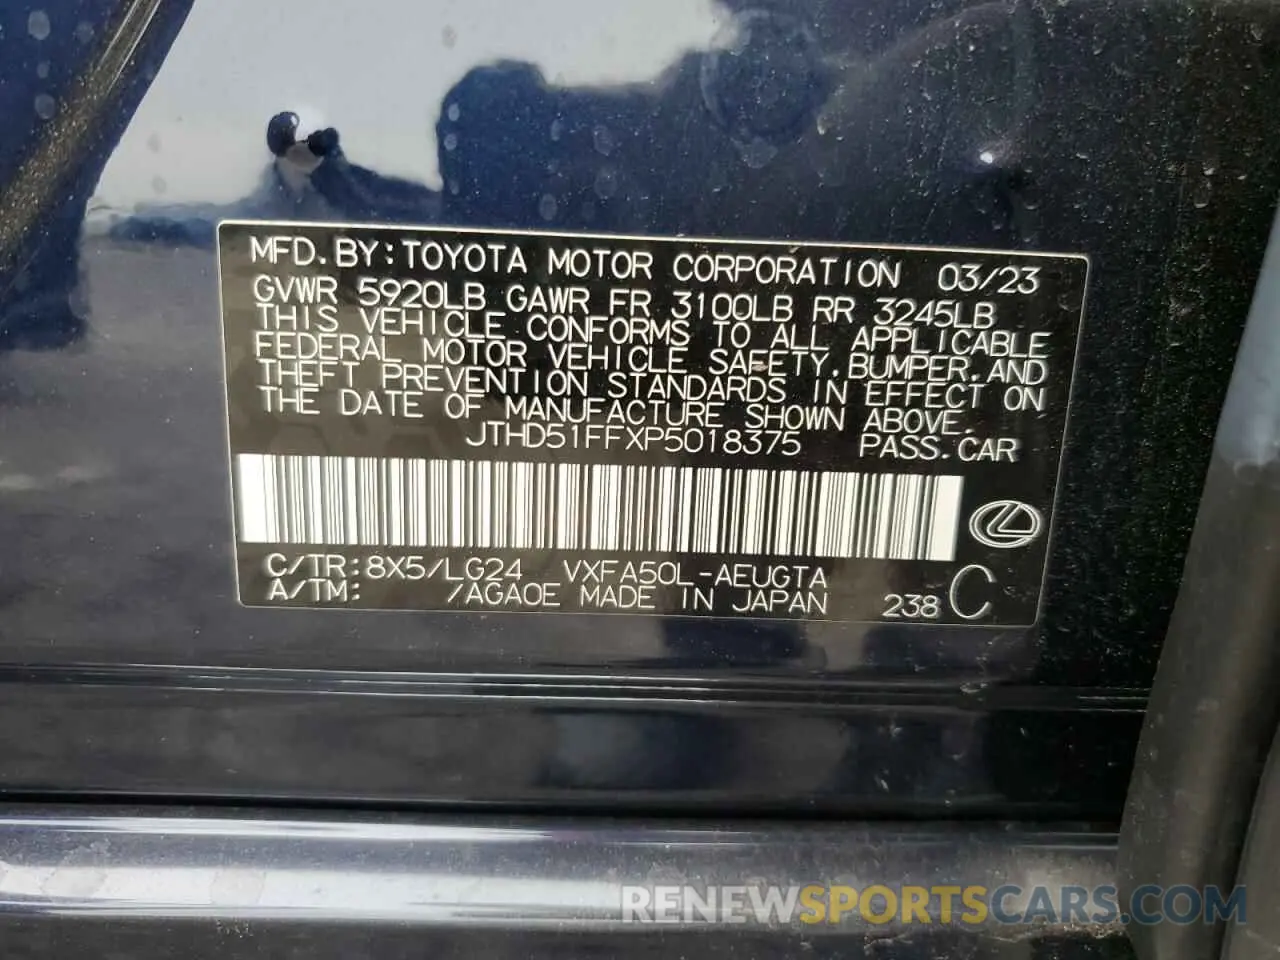 MFD. BY: TOYOTA MOTOR CORPORATION 03/23
GVWR 5920LB GAWR FR 3100LB RR 3245LB
THIS VEHICLE CONFORMS TO ALL APPLICABLE
FEDERAL MOTOR VEHICLE SAFETY. BUMPER. AND
THEFT PREVENTION STANDARDS IN EFFECT ON
THE DATE OF MANUFACTURE SHOWN ABOVE.
JTHD51FFXP5018375 PASS. CAR
C/TR: 8X5/LG24 VXFA50L-AEUGTA
A/TM: /AGA0E MADE IN JAPAN 238 C
RENEWSPORTSCARS.COM